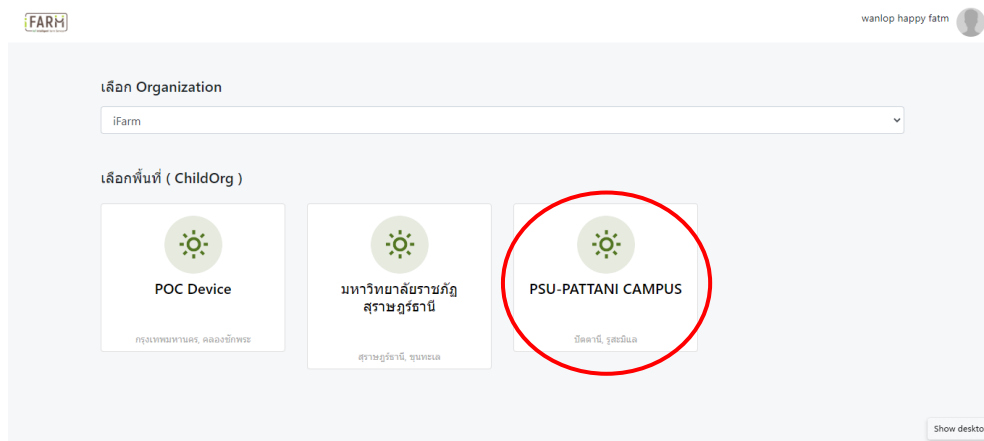 FARM
wanlop happy fatm
เลือก Organization
iFarm
เลือกพื้นที่ ( ChildOrg )
POC Device
กรุงเทพมหานคร, คลองชักพระ
มหาวิทยาลัยราชภัฏ
สุราษฎร์ธานี
สุราษฎร์ธานี, ขุนทะเล
PSU-PATTANI CAMPUS
ปัตตานี, รูสะมิแล
Show deskto